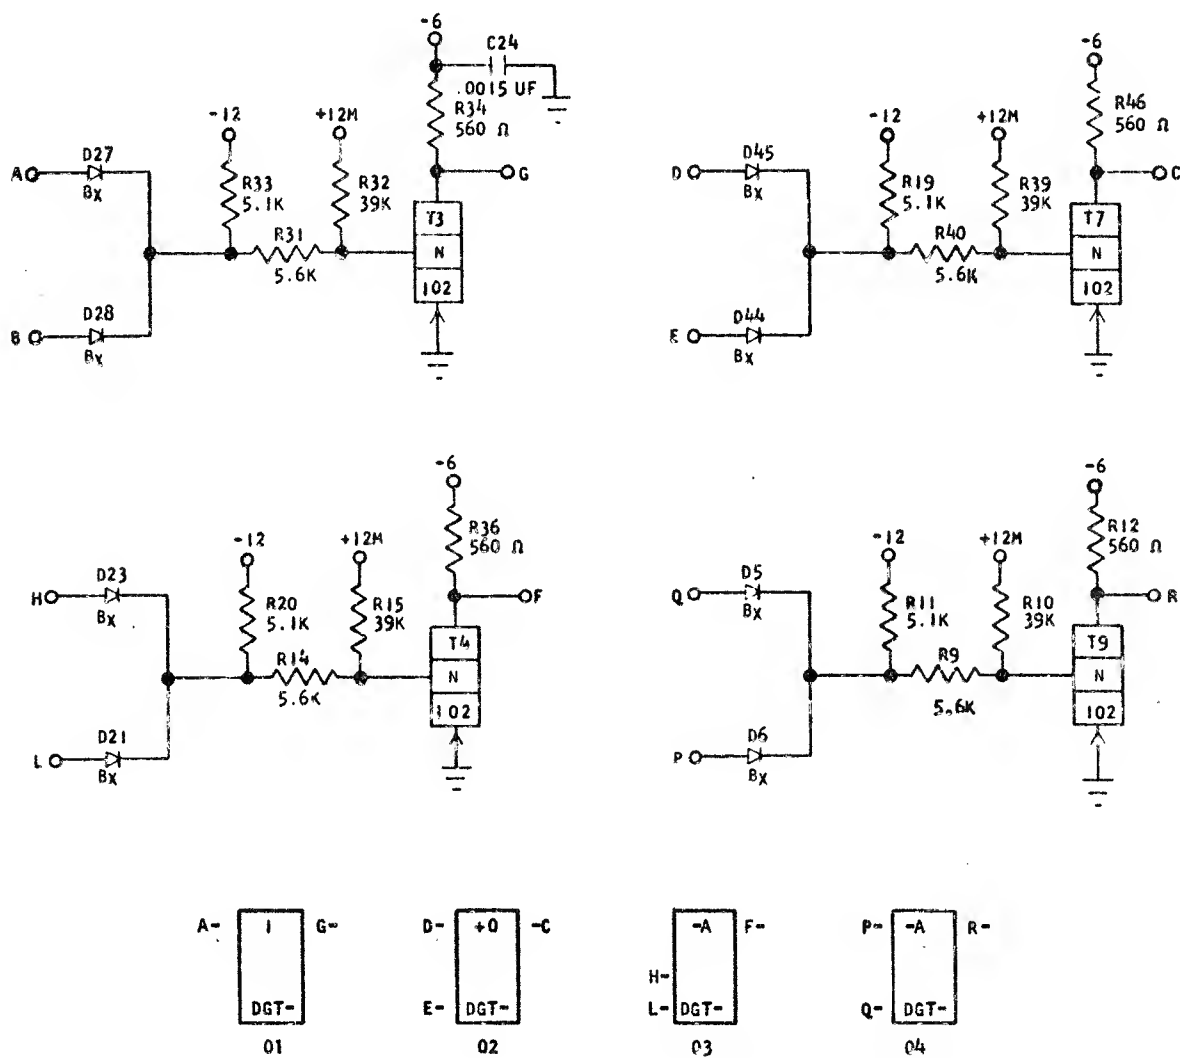 -6
C24
.0015 UF
R34
560 Ω
-12
+12M
A
D27
Bx
R33
5.1K
R32
39K
G
T3
R31
N
5.6K
102
D28
B
Bx
-6
R46
560 Ω
-12
+12M
D
D45
Bx
R19
5.1K
R39
39K
C
T7
R40
N
5.6K
102
D44
E
Bx
-6
R36
560 Ω
-12
+12M
D23
H
Bx
R20
5.1K
R15
39K
F
T4
R14
N
5.6K
102
D21
L
Bx
-6
R12
560 Ω
-12
+12M
D5
Q
Bx
R11
5.1K
R10
39K
R
T9
R9
N
5.6K
102
D6
P
Bx
A- I G-
DGT-
01
D- +O -C
E- DGT-
02
-A F-
H-
L- DGT-
03
P- -A R-
Q- DGT-
04